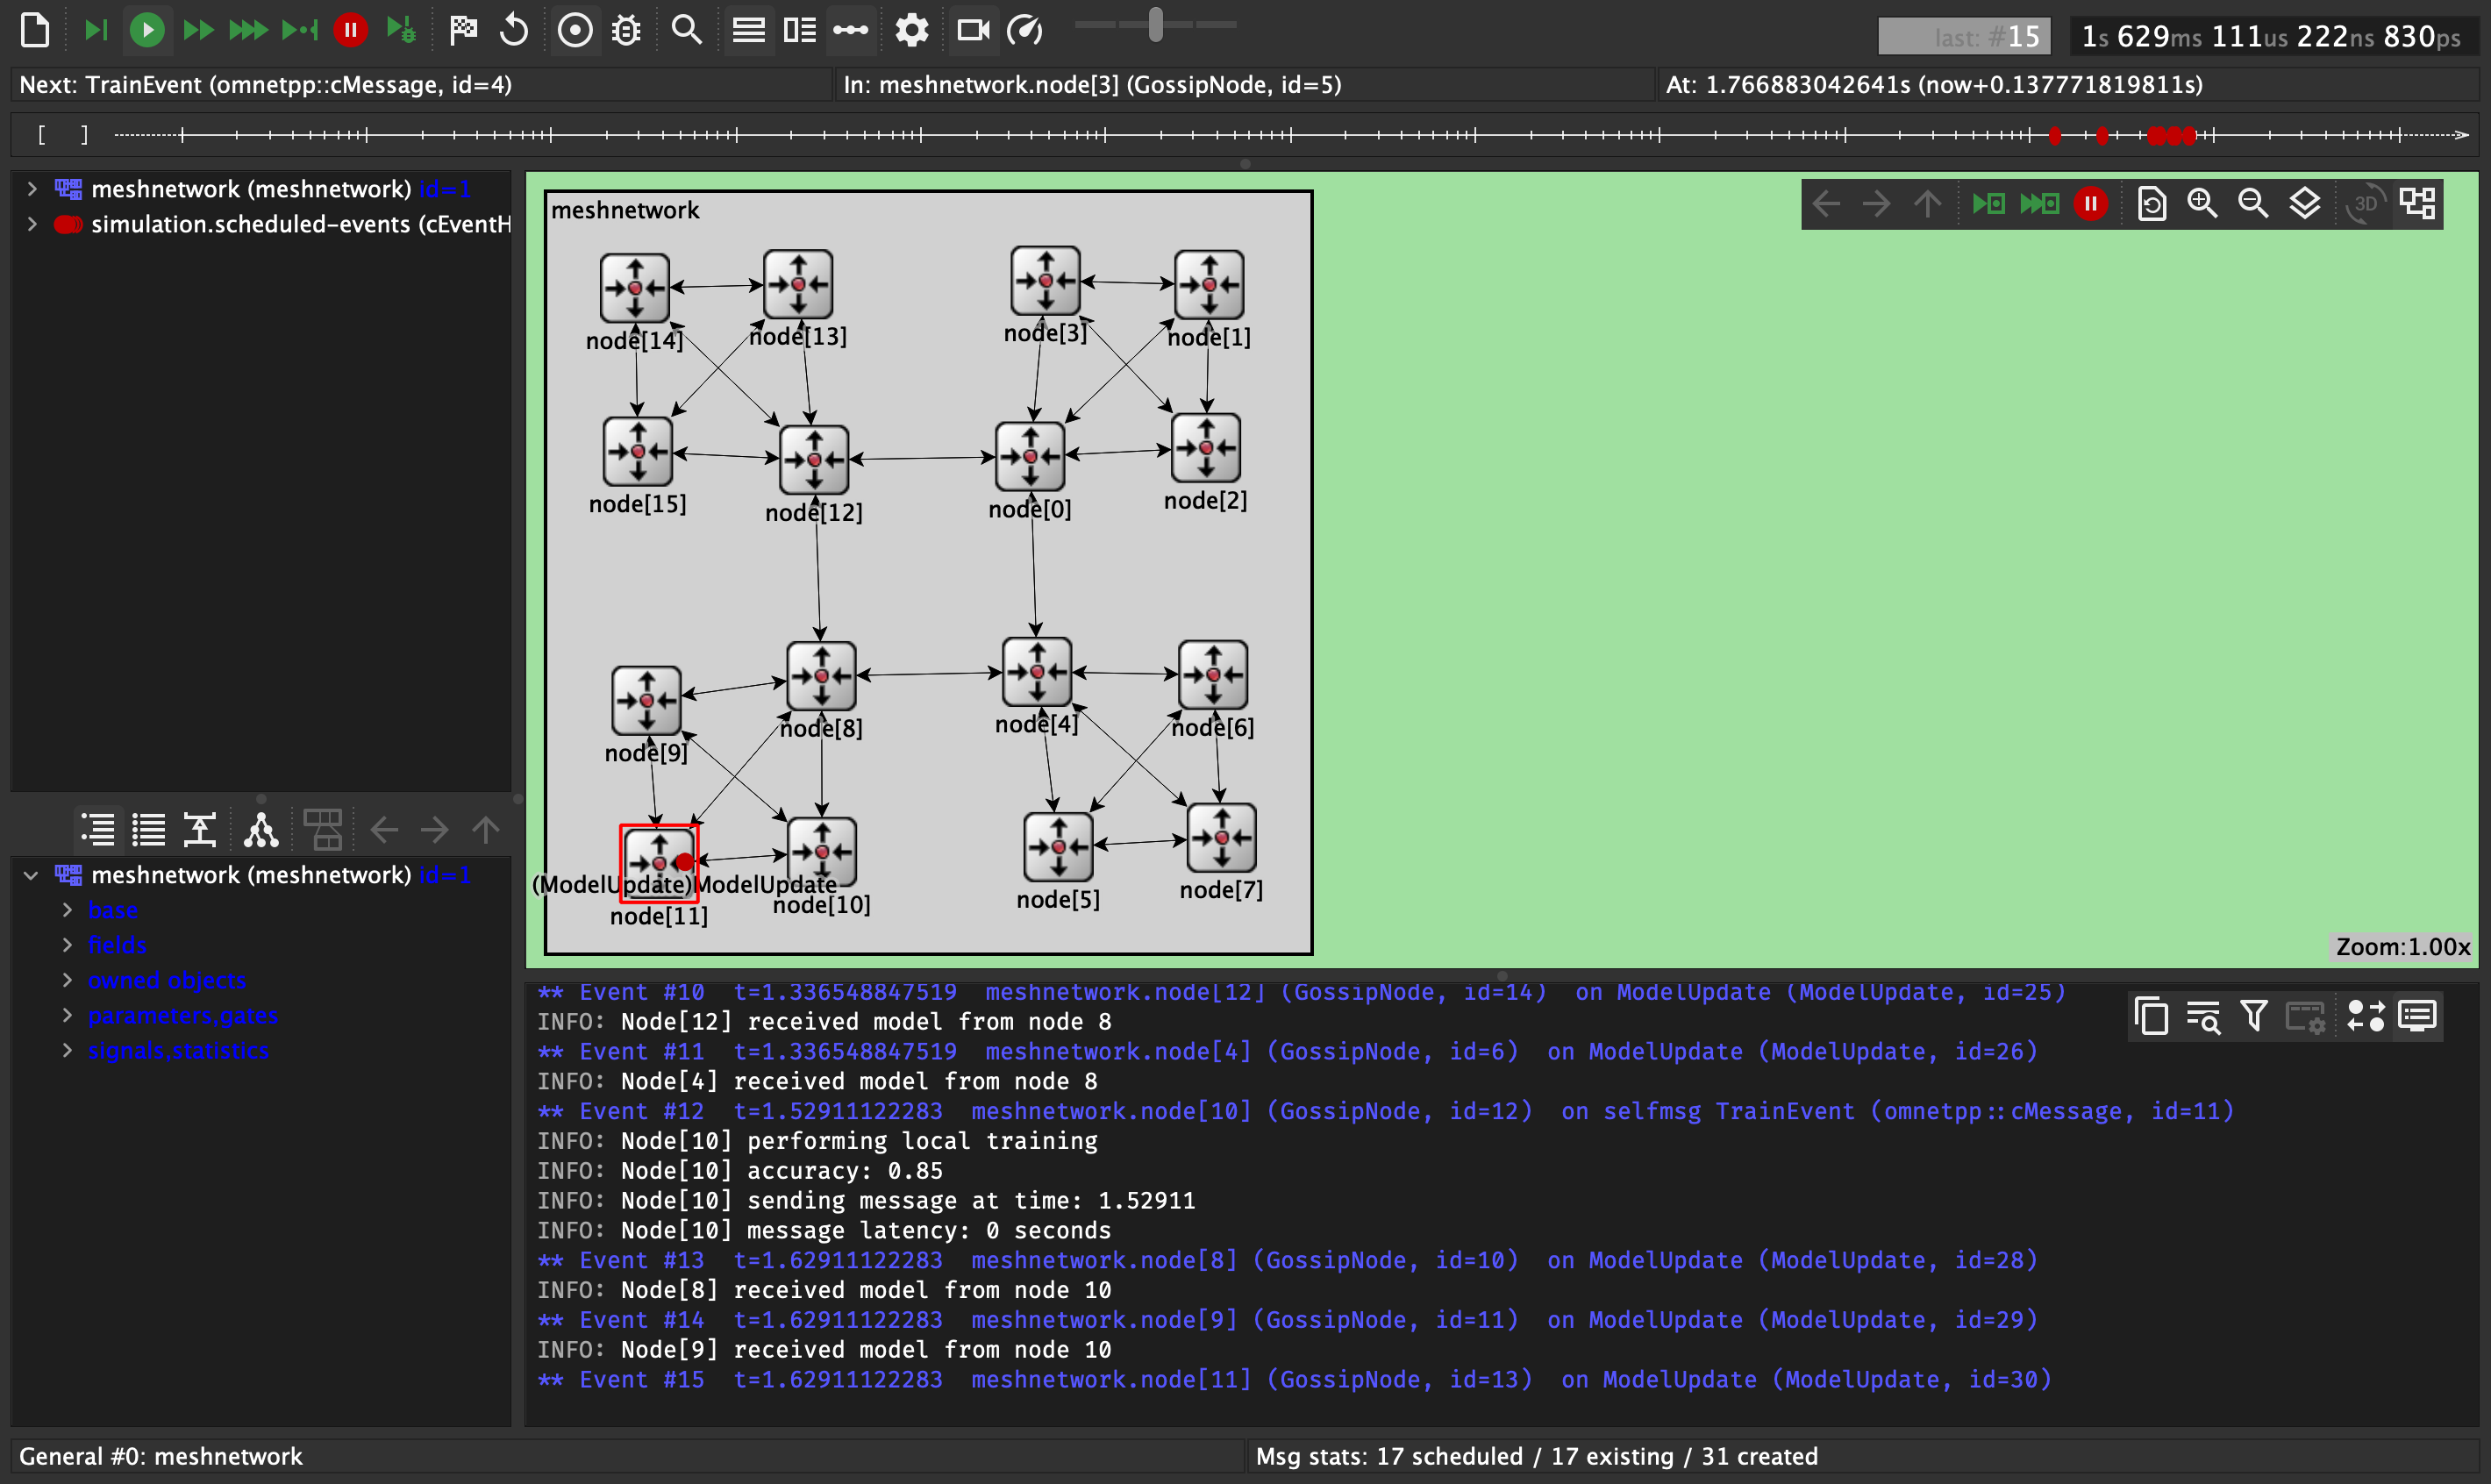 last: #15
1s 629ms 111us 222ns 830ps
Next: TrainEvent (omnetpp::cMessage, id=4)
In: meshnetwork.node[3] (GossipNode, id=5)
At: 1.766883042641s (now+0.137771819811s)
[ ]
meshnetwork (meshnetwork) id=1
simulation.scheduled-events (cEventH
meshnetwork
3D
node[14]
node[13]
node[3]
node[1]
node[15]
node[12]
node[0]
node[2]
node[9]
node[8]
node[4]
node[6]
(ModelUpdate)ModelUpdate
node[11]
node[10]
node[5]
node[7]
Zoom:1.00x
meshnetwork (meshnetwork) id=1
base
fields
owned objects
parameters,gates
signals,statistics
** Event #10 t=1.336548847519 meshnetwork.node[12] (GossipNode, id=14) on ModelUpdate (ModelUpdate, id=25)
INFO: Node[12] received model from node 8
** Event #11 t=1.336548847519 meshnetwork.node[4] (GossipNode, id=6) on ModelUpdate (ModelUpdate, id=26)
INFO: Node[4] received model from node 8
** Event #12 t=1.52911122283 meshnetwork.node[10] (GossipNode, id=12) on selfmsg TrainEvent (omnetpp::cMessage, id=11)
INFO: Node[10] performing local training
INFO: Node[10] accuracy: 0.85
INFO: Node[10] sending message at time: 1.52911
INFO: Node[10] message latency: 0 seconds
** Event #13 t=1.62911122283 meshnetwork.node[8] (GossipNode, id=10) on ModelUpdate (ModelUpdate, id=28)
INFO: Node[8] received model from node 10
** Event #14 t=1.62911122283 meshnetwork.node[9] (GossipNode, id=11) on ModelUpdate (ModelUpdate, id=29)
INFO: Node[9] received model from node 10
** Event #15 t=1.62911122283 meshnetwork.node[11] (GossipNode, id=13) on ModelUpdate (ModelUpdate, id=30)
General #0: meshnetwork
Msg stats: 17 scheduled / 17 existing / 31 created